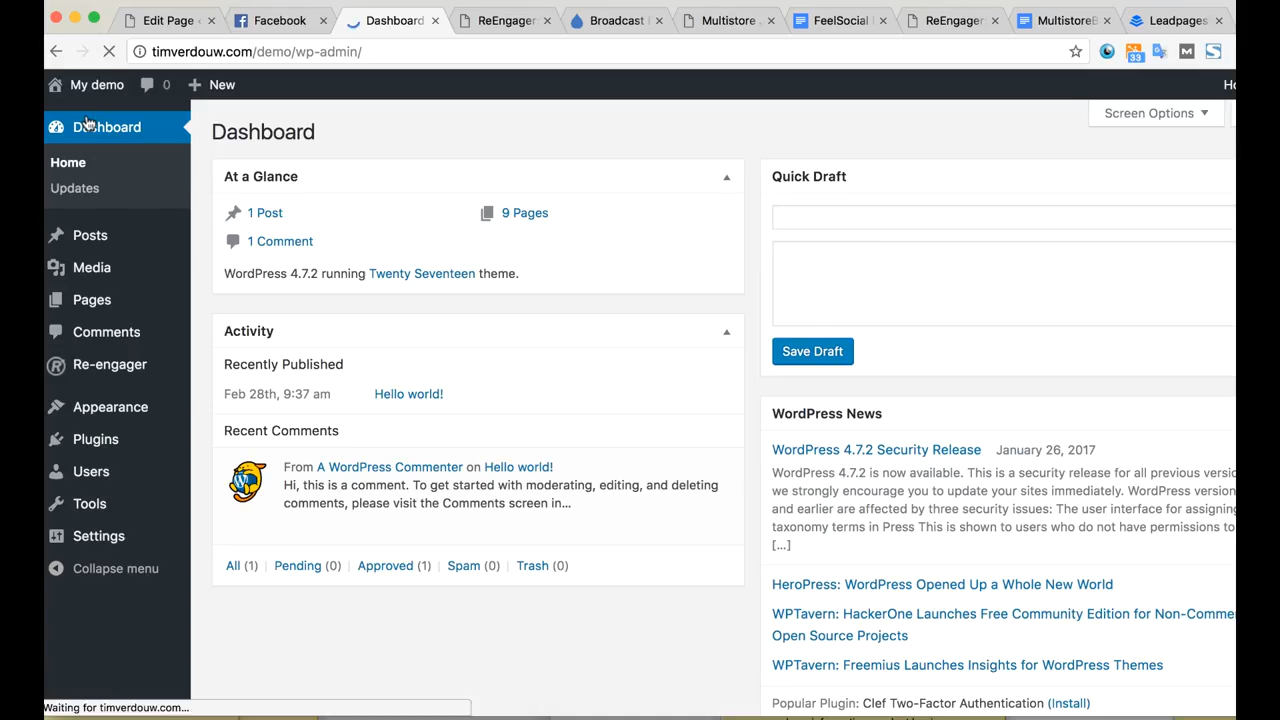 Edit Page
Facebook
Dashboard
ReEngager
Broadcast
Multistore
FeelSocial
ReEngager
MultistoreB
Leadpages
timverdouw.com/demo/wp-admin/
33
M
S
My demo
0
New
Dashboard
Home
Updates
Posts
Media
Pages
Comments
Re-engager
Appearance
Plugins
Users
Tools
Settings
Collapse menu
Screen Options
Dashboard
At a Glance
1 Post
9 Pages
1 Comment
WordPress 4.7.2 running Twenty Seventeen theme.
Activity
Recently Published
Feb 28th, 9:37 am Hello world!
Recent Comments
From A WordPress Commenter on Hello world!
Hi, this is a comment. To get started with moderating, editing, and deleting
comments, please visit the Comments screen in...
All (1) | Pending (0) | Approved (1) | Spam (0) | Trash (0)
Quick Draft
Save Draft
WordPress News
WordPress 4.7.2 Security Release January 26, 2017
WordPress 4.7.2 is now available. This is a security release for all previous versio
we strongly encourage you to update your sites immediately. WordPress version
and earlier are affected by three security issues: The user interface for assigning
taxonomy terms in Press This is shown to users who do not have permissions to
[...]
HeroPress: WordPress Opened Up a Whole New World
WPTavern: HackerOne Launches Free Community Edition for Non-Comme
Open Source Projects
WPTavern: Freemius Launches Insights for WordPress Themes
Popular Plugin: Clef Two-Factor Authentication (Install)
Waiting for timverdouw.com...